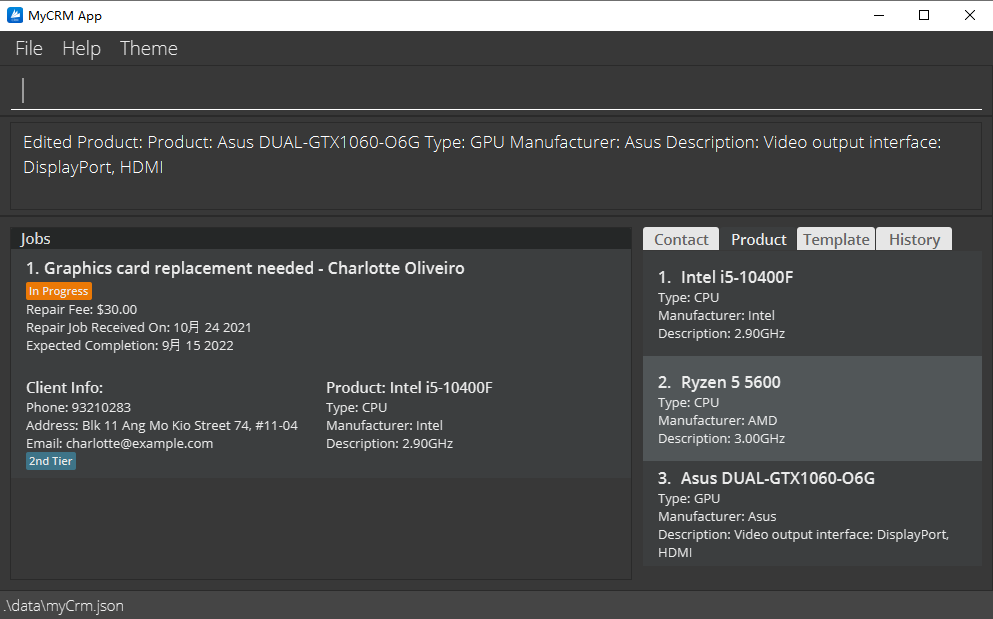 MyCRM App
File Help Theme
Edited Product: Product: Asus DUAL-GTX1060-O6G Type: GPU Manufacturer: Asus Description: Video output interface:
DisplayPort, HDMI
Jobs
1. Graphics card replacement needed - Charlotte Oliveiro
In Progress
Repair Fee: $30.00
Repair Job Received On: 10月 24 2021
Expected Completion: 9月 15 2022
Client Info:
Phone: 93210283
Address: Blk 11 Ang Mo Kio Street 74, #11-04
Email: charlotte@example.com
2nd Tier
Product: Intel i5-10400F
Type: CPU
Manufacturer: Intel
Description: 2.90GHz
Contact Product Template History
1. Intel i5-10400F
Type: CPU
Manufacturer: Intel
Description: 2.90GHz
2. Ryzen 5 5600
Type: CPU
Manufacturer: AMD
Description: 3.00GHz
3. Asus DUAL-GTX1060-O6G
Type: GPU
Manufacturer: Asus
Description: Video output interface: DisplayPort,
HDMI
.\data\myCrm.json